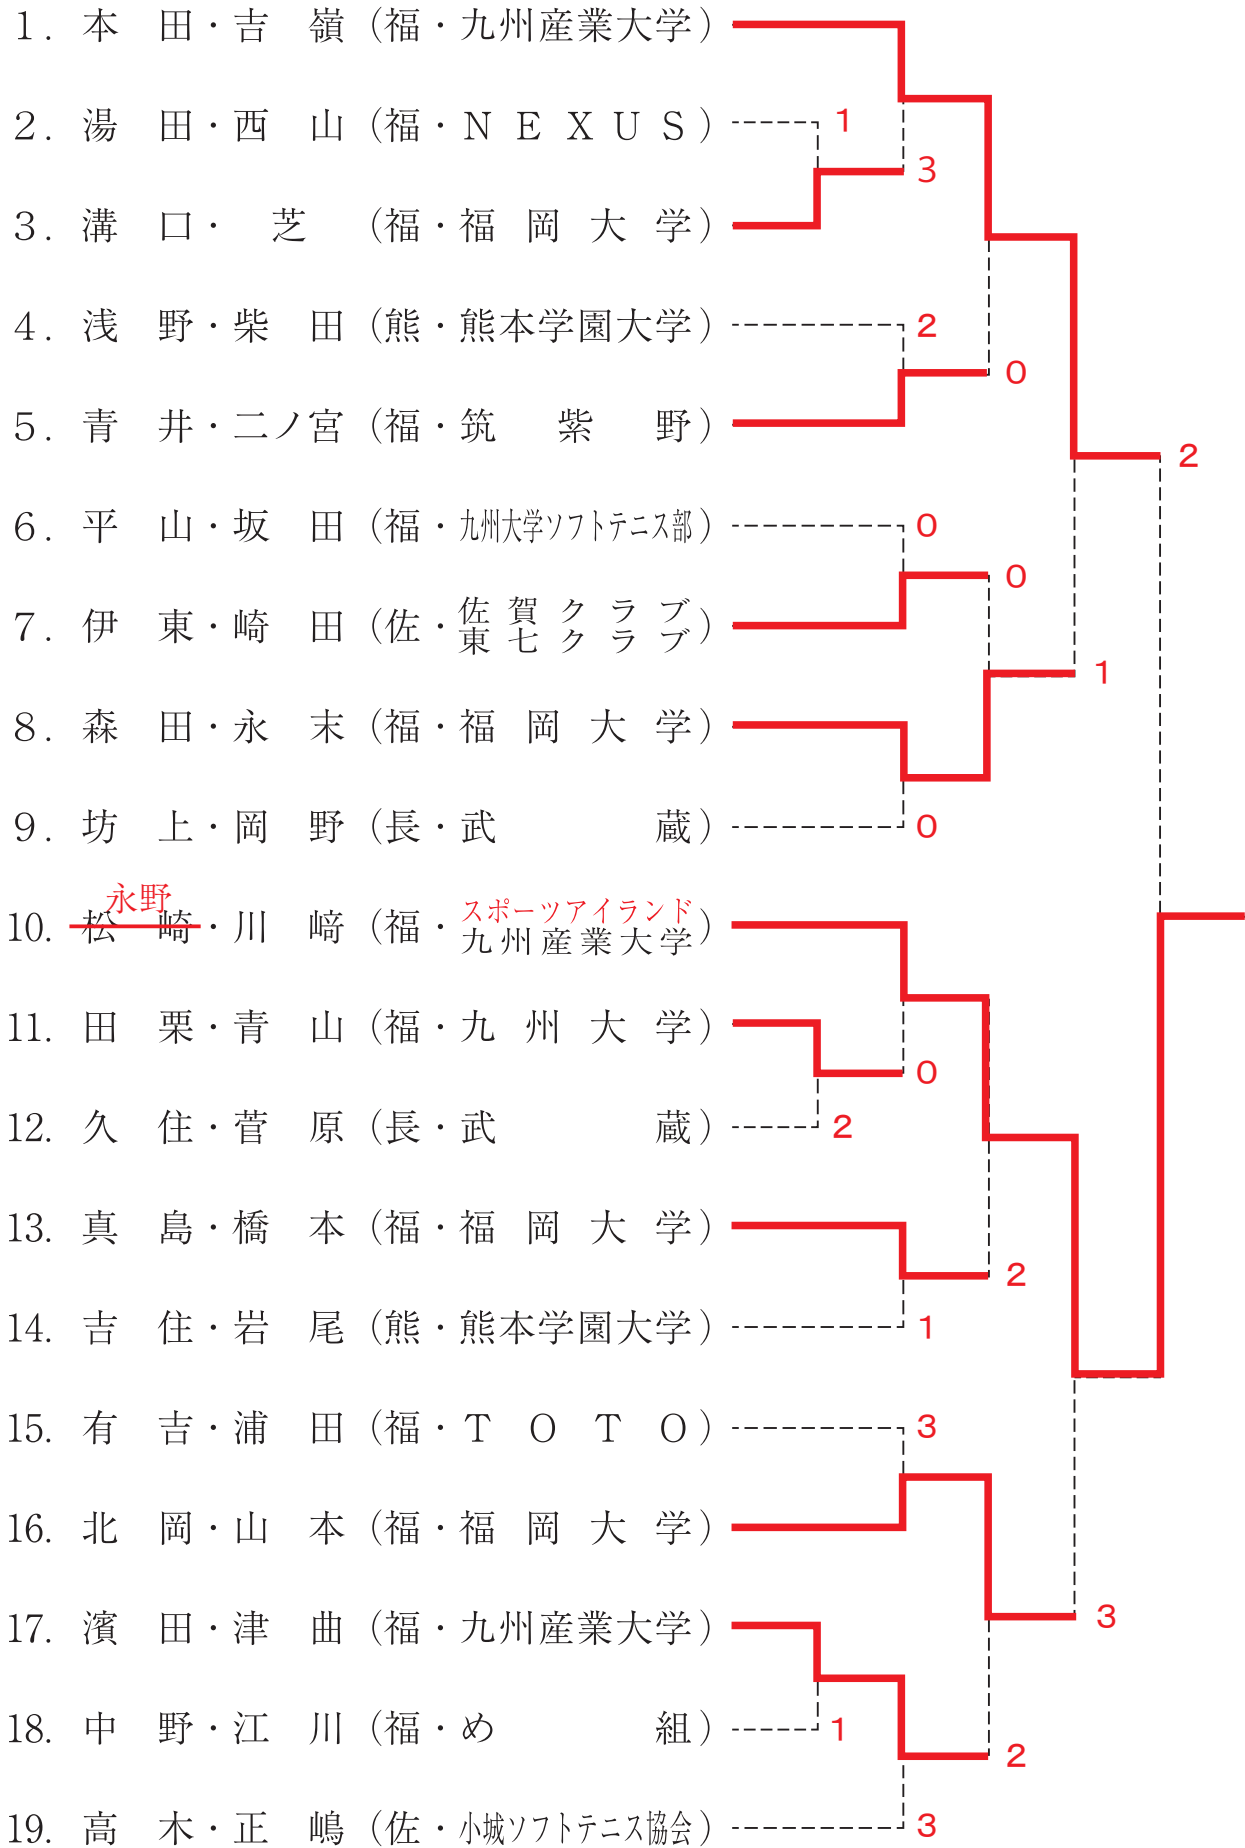 1. 本田・吉嶺（福・九州産業大学）
2. 湯田・西山（福・ＮＥＸＵＳ）
1
3
3. 溝口・芝（福・福岡大学）
4. 浅野・柴田（熊・熊本学園大学）
2
0
5. 青井・二ノ宮（福・筑紫野）
2
6. 平山・坂田（福・九州大学ソフトテニス部）
0
0
7. 伊東・崎田（佐・佐賀クラブ
東七クラブ）
1
8. 森田・永末（福・福岡大学）
9. 坊上・岡野（長・武蔵）
0
永野
スポーツアイランド
10. 松崎・川﨑（福・九州産業大学）
11. 田栗・青山（福・九州大学）
0
12. 久住・菅原（長・武蔵）
2
13. 真島・橋本（福・福岡大学）
2
14. 吉住・岩尾（熊・熊本学園大学）
1
15. 有吉・浦田（福・ＴＯＴＯ）
3
16. 北岡・山本（福・福岡大学）
3
17. 濱田・津曲（福・九州産業大学）
18. 中野・江川（福・め組）
1
2
19. 高木・正嶋（佐・小城ソフトテニス協会）
3